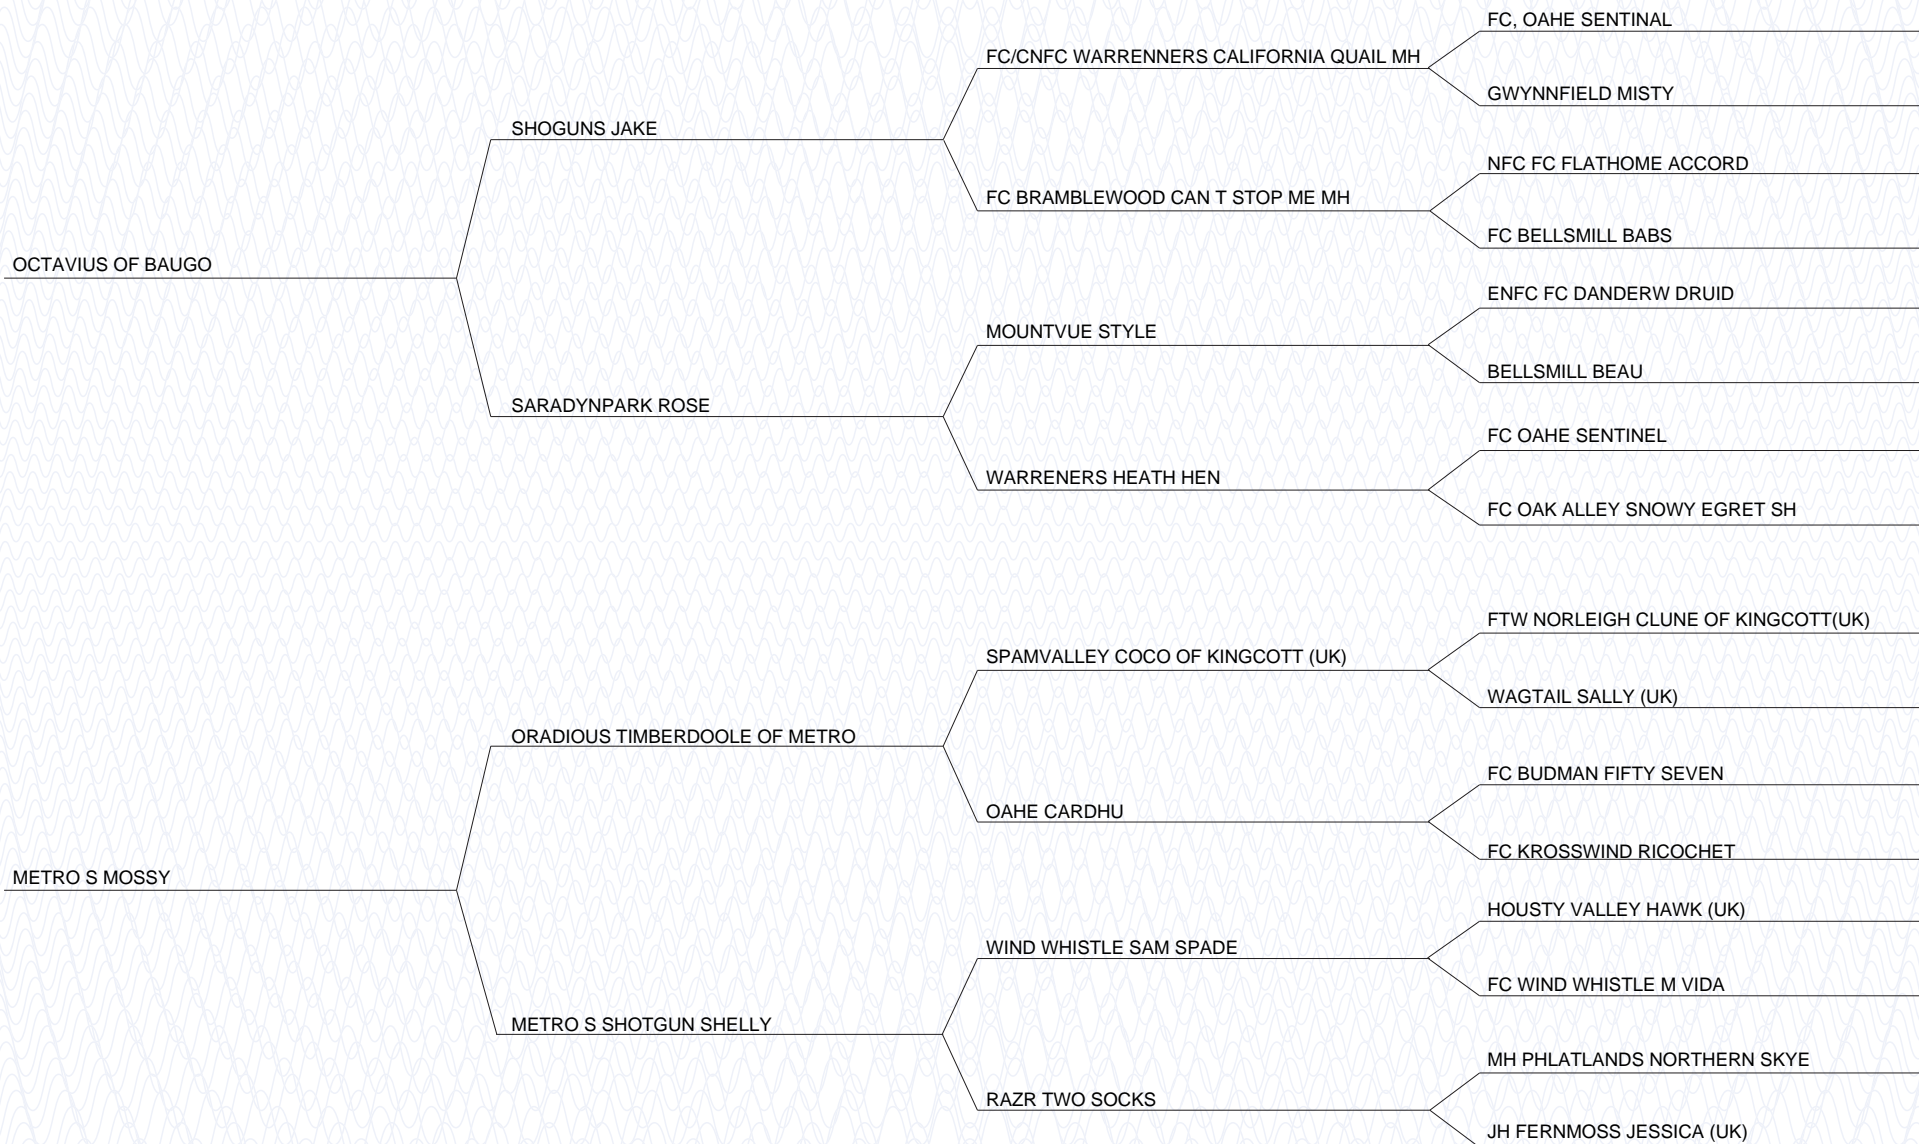 FC, OAHE SENTINAL
FC/CNFC WARRENNERS CALIFORNIA QUAIL MH
GWYNNFIELD MISTY
SHOGUNS JAKE
NFC FC FLATHOME ACCORD
FC BRAMBLEWOOD CAN T STOP ME MH
FC BELLSMILL BABS
OCTAVIUS OF BAUGO
ENFC FC DANDERW DRUID
MOUNTVUE STYLE
BELLSMILL BEAU
SARADYNPARK ROSE
FC OAHE SENTINEL
WARRENERS HEATH HEN
FC OAK ALLEY SNOWY EGRET SH
FTW NORLEIGH CLUNE OF KINGCOTT(UK)
SPAMVALLEY COCO OF KINGCOTT (UK)
WAGTAIL SALLY (UK)
ORADIOUS TIMBERDOOLE OF METRO
FC BUDMAN FIFTY SEVEN
OAHE CARDHU
FC KROSSWIND RICOCHET
METRO S MOSSY
HOUSTY VALLEY HAWK (UK)
WIND WHISTLE SAM SPADE
FC WIND WHISTLE M VIDA
METRO S SHOTGUN SHELLY
MH PHLATLANDS NORTHERN SKYE
RAZR TWO SOCKS
JH FERNMOSS JESSICA (UK)